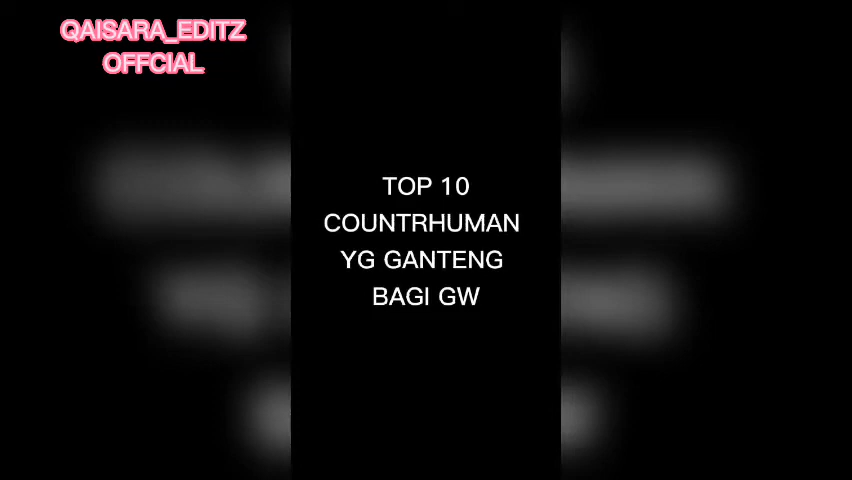 QAISARA_EDITZ
OFFCIAL
TOP 10
COUNTRHUMAN
YG GANTENG
BAGI GW